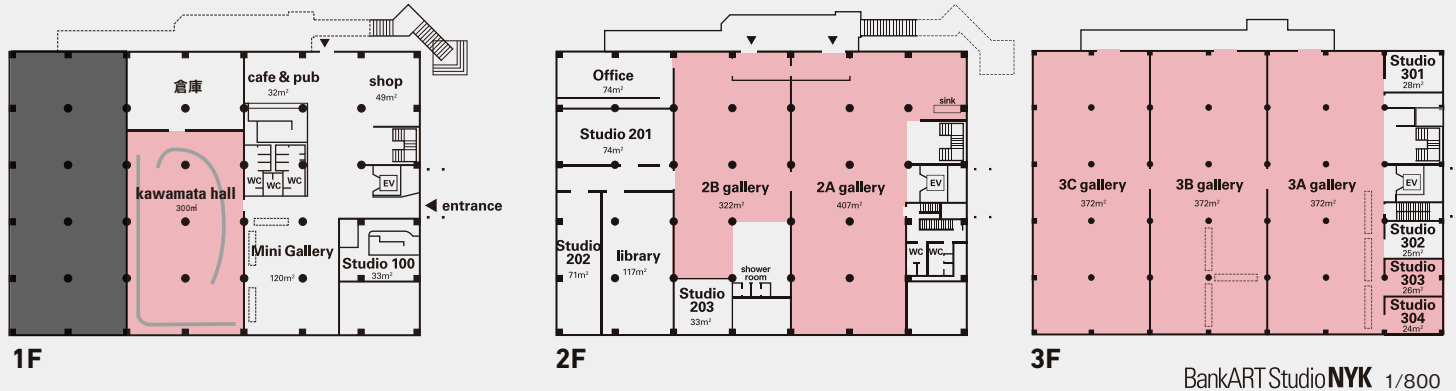 倉庫
cafe & pub
32m²
shop
49m²
kawamata hall
300㎡
WC
WC
WC
EV
entrance
Mini Gallery
120m²
Studio 100
33m²
1F
Office
74m²
sink
Studio 201
74m²
2B gallery
322m²
2A gallery
407m²
EV
Studio
202
71m²
library
117m²
shower
room
WC
WC
Studio
203
33m²
2F
Studio
301
28m²
3C gallery
372m²
3B gallery
372m²
3A gallery
372m²
EV
Studio
302
25m²
Studio
303
26m²
Studio
304
24m²
3F
BankART Studio NYK 1/800